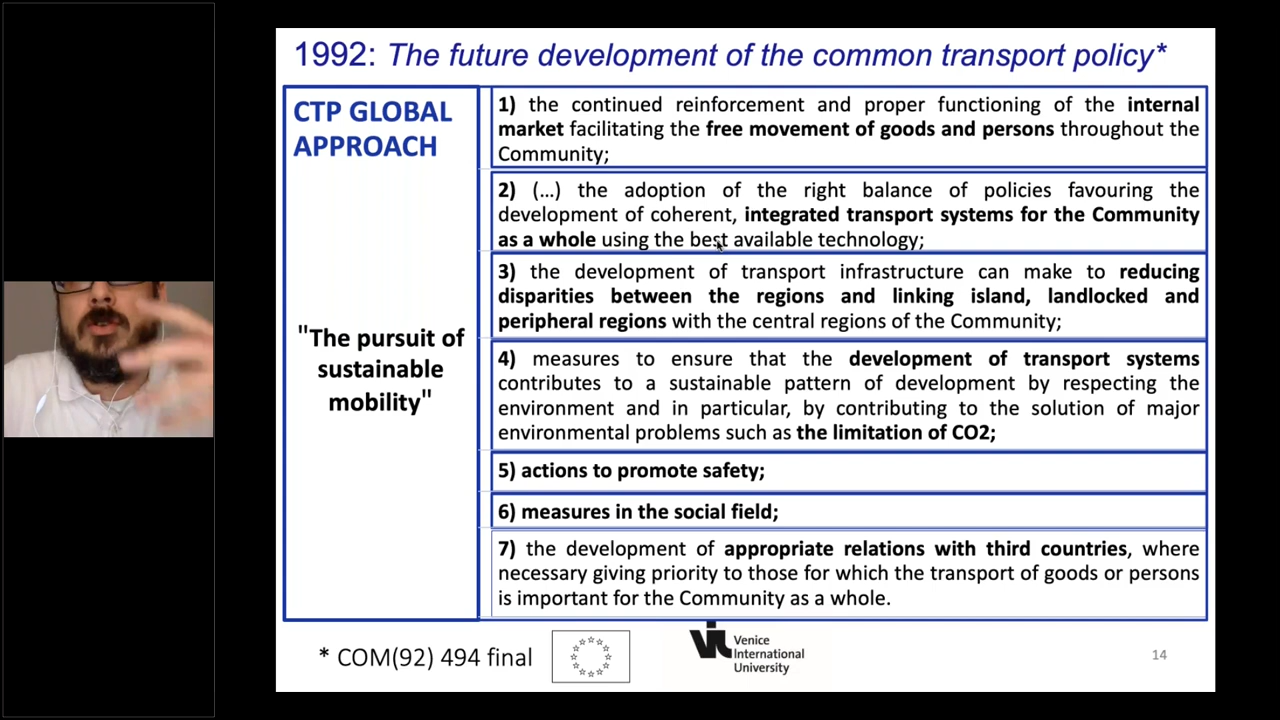 1992: The future development of the common transport policy*
CTP GLOBAL
APPROACH
"The pursuit of
sustainable
mobility"
1) the continued reinforcement and proper functioning of the internal
market facilitating the free movement of goods and persons throughout the
Community;
2) (...) the adoption of the right balance of policies favouring the
development of coherent, integrated transport systems for the Community
as a whole using the best available technology;
3) the development of transport infrastructure can make to reducing
disparities between the regions and linking island, landlocked and
peripheral regions with the central regions of the Community;
4) measures to ensure that the development of transport systems
contributes to a sustainable pattern of development by respecting the
environment and in particular, by contributing to the solution of major
environmental problems such as the limitation of CO2;
5) actions to promote safety;
6) measures in the social field;
7) the development of appropriate relations with third countries, where
necessary giving priority to those for which the transport of goods or persons
is important for the Community as a whole.
* COM(92) 494 final
Venice
International
University
14